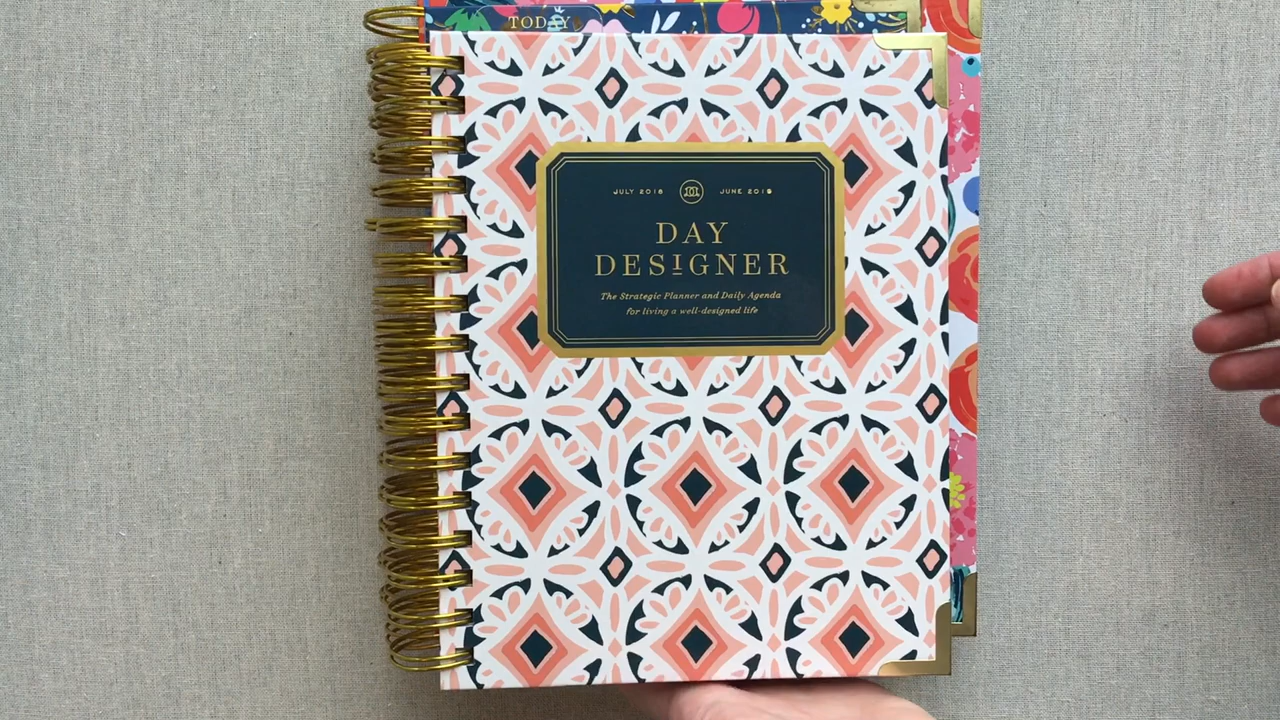 TODAY
JULY 2018 JUNE 2019
DAY
DESIGNER
The Strategic Planner and Daily Agenda
for living a well-designed life